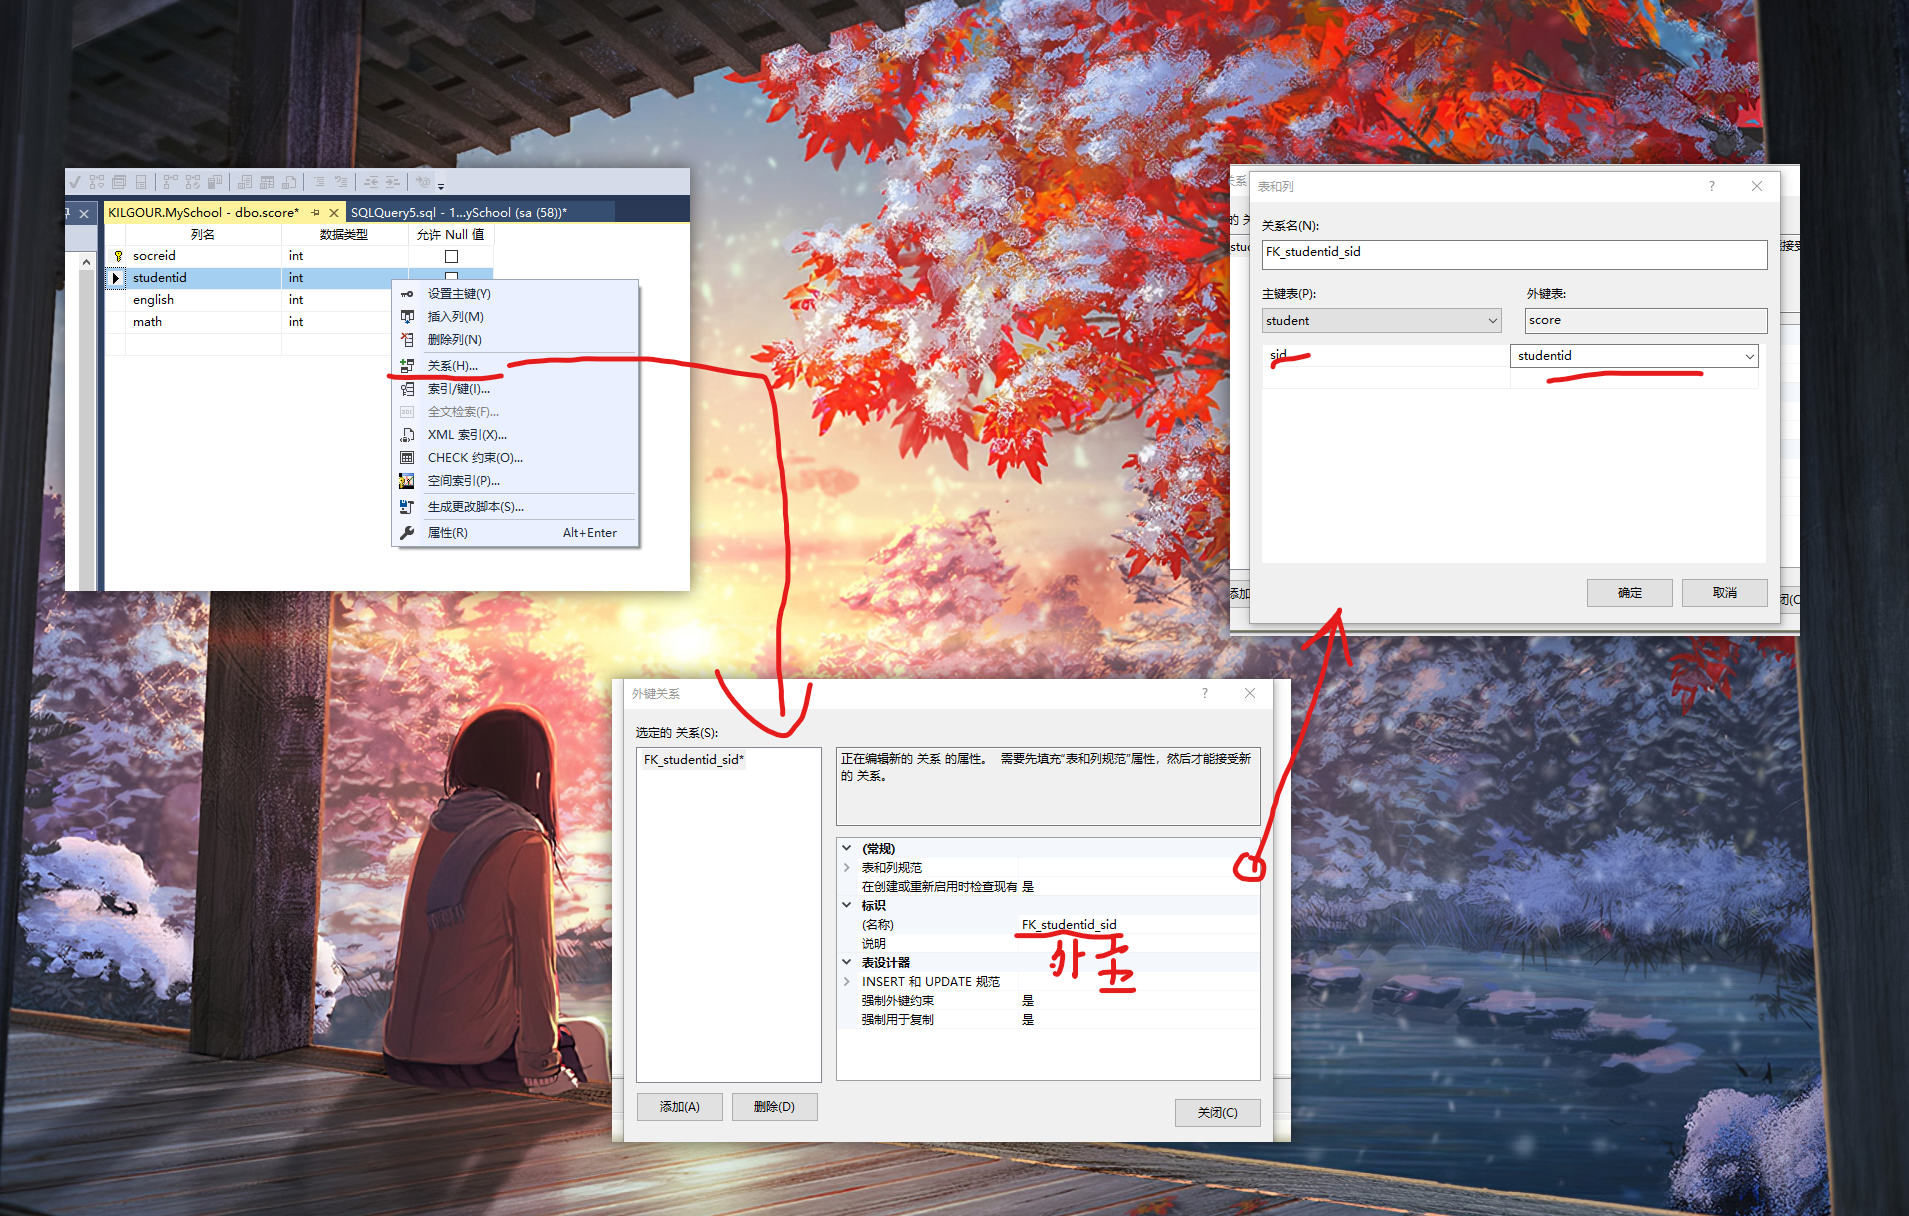 KILGOUR.MySchool - dbo.score*
SQLQuery5.sql - 1...ySchool (sa (58))*
列名 数据类型 允许 Null 值
socreid int
studentid int
english int
math int
设置主键(Y)
插入列(M)
删除列(N)
关系(H)...
索引/键(I)...
全文检索(F)...
XML 索引(X)...
CHECK 约束(O)...
空间索引(P)...
生成更改脚本(S)...
属性(R) Alt+Enter
表和列
关系名(N):
FK_studentid_sid
主键表(P): 外键表:
student score
sid studentid
确定 取消
外键关系
选定的 关系(S):
FK_studentid_sid*
正在编辑新的 关系 的属性。 需要先填充"表和列规范"属性，然后才能接受新
的 关系。
(常规)
表和列规范
在创建或重新启用时检查现有 是
标识
(名称) FK_studentid_sid
说明
表设计器
INSERT 和 UPDATE 规范
强制外键约束 是
强制用于复制 是
添加(A) 删除(D) 关闭(C)